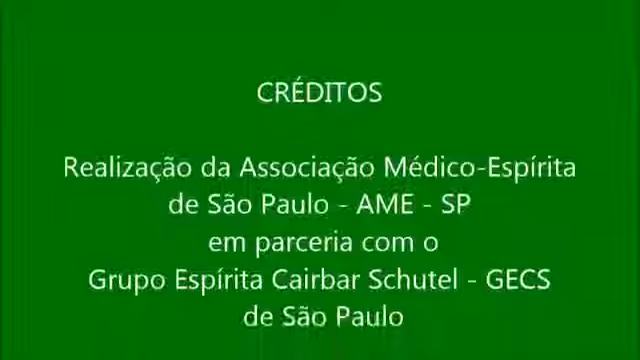 CRÉDITOS
Realização da Associação Médico-Espírita
de São Paulo - AME - SP
em parceria com o
Grupo Espírita Cairbar Schutel - GECS
de São Paulo